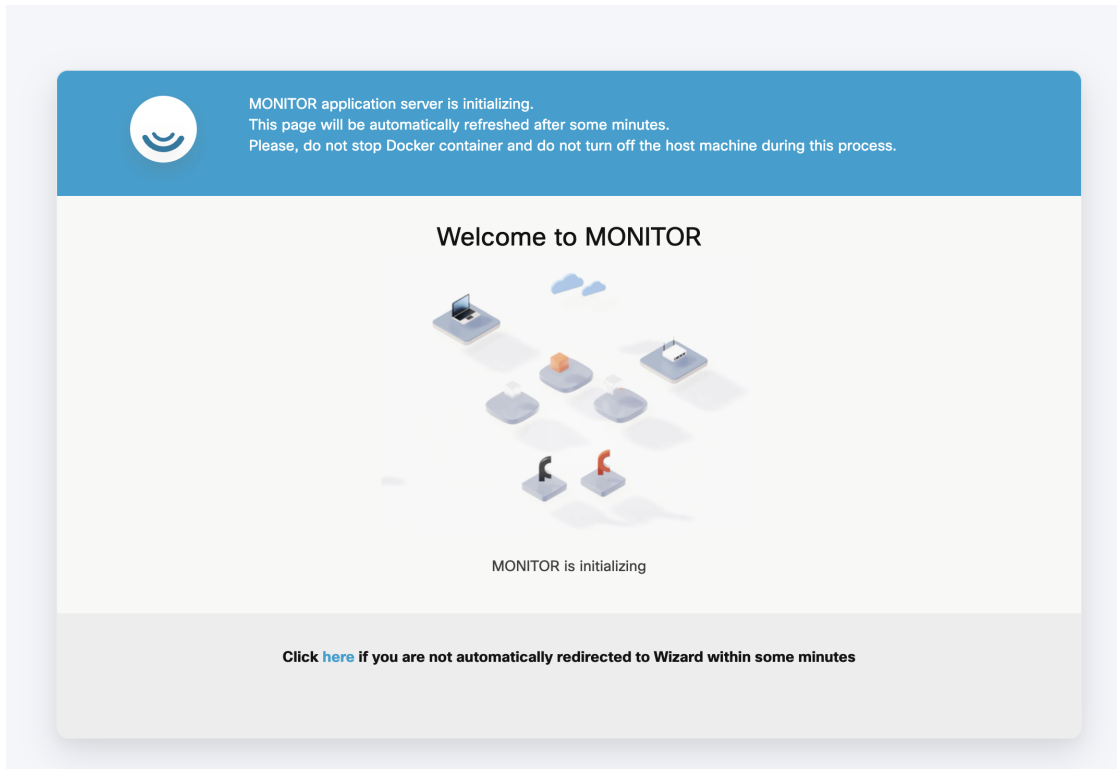 MONITOR application server is initializing.
This page will be automatically refreshed after some minutes.
Please, do not stop Docker container and do not turn off the host machine during this process.
Welcome to MONITOR
MONITOR is initializing
Click here if you are not automatically redirected to Wizard within some minutes